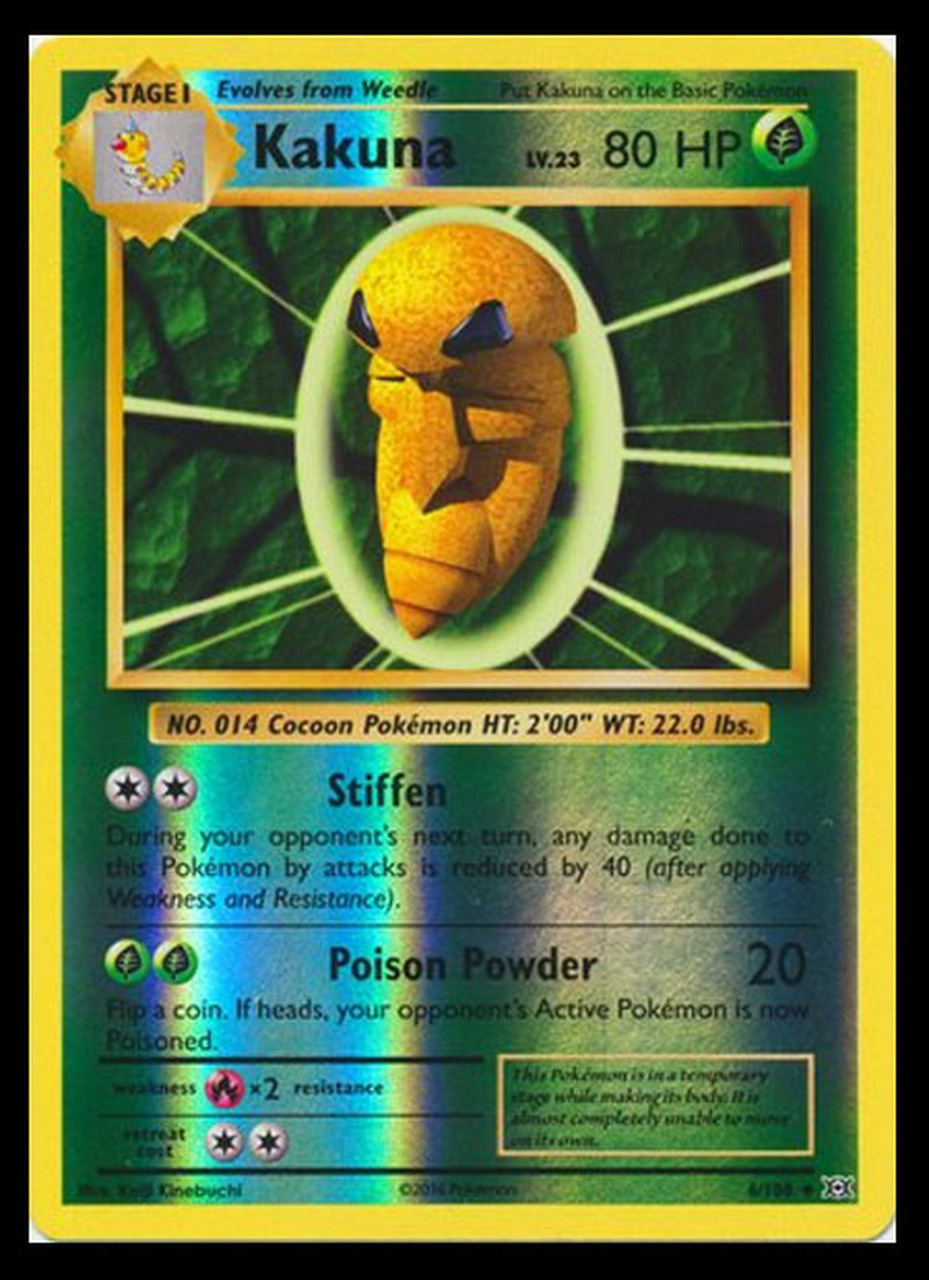 STAGE 1 Evolves from Weedle Put Kakuna on the Basic Pokémon
Kakuna LV.23 80 HP
NO. 014 Cocoon Pokémon HT: 2'00" WT: 22.0 lbs.
Stiffen
During your opponent's next turn, any damage done to
this Pokémon by attacks is reduced by 40 (after applying
Weakness and Resistance).
Poison Powder 20
Flip a coin. If heads, your opponent's Active Pokémon is now
Poisoned.
weakness ×2 resistance
retreat
cost
This Pokémon is in a temporary
stage while making its body. It is
almost completely unable to move
on its own.
Illus. Keiji Kinebuchi ©2016 Pokémon